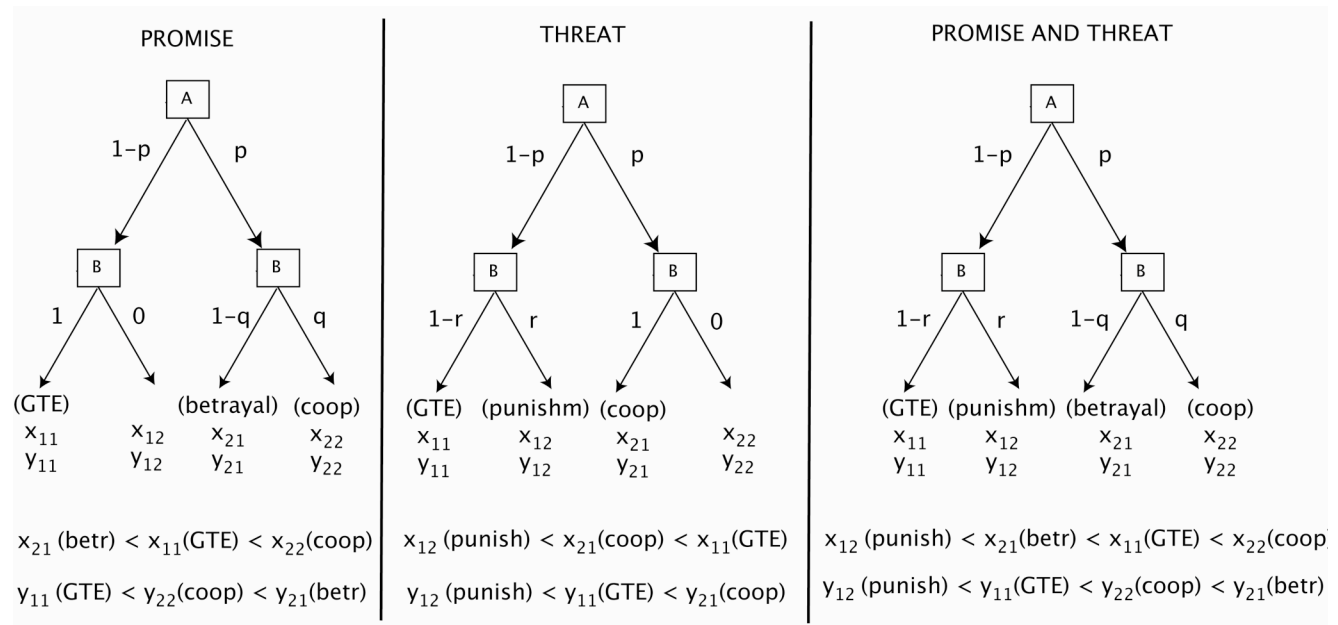 PROMISE
A
1-p p
B B
1 0 1-q q
(GTE) (betrayal) (coop)
x₁₁ x₁₂ x₂₁ x₂₂
y₁₁ y₁₂ y₂₁ y₂₂
x₂₁ (betr) < x₁₁(GTE) < x₂₂(coop)
y₁₁ (GTE) < y₂₂(coop) < y₂₁(betr)
THREAT
A
1-p p
B B
1-r r 1 0
(GTE) (punishm) (coop)
x₁₁ x₁₂ x₂₁ x₂₂
y₁₁ y₁₂ y₂₁ y₂₂
x₁₂ (punish) < x₂₁(coop) < x₁₁(GTE)
y₁₂ (punish) < y₁₁(GTE) < y₂₁(coop)
PROMISE AND THREAT
A
1-p p
B B
1-r r 1-q q
(GTE) (punishm) (betrayal) (coop)
x₁₁ x₁₂ x₂₁ x₂₂
y₁₁ y₁₂ y₂₁ y₂₂
x₁₂ (punish) < x₂₁(betr) < x₁₁(GTE) < x₂₂(coop)
y₁₂ (punish) < y₁₁(GTE) < y₂₂(coop) < y₂₁(betr)